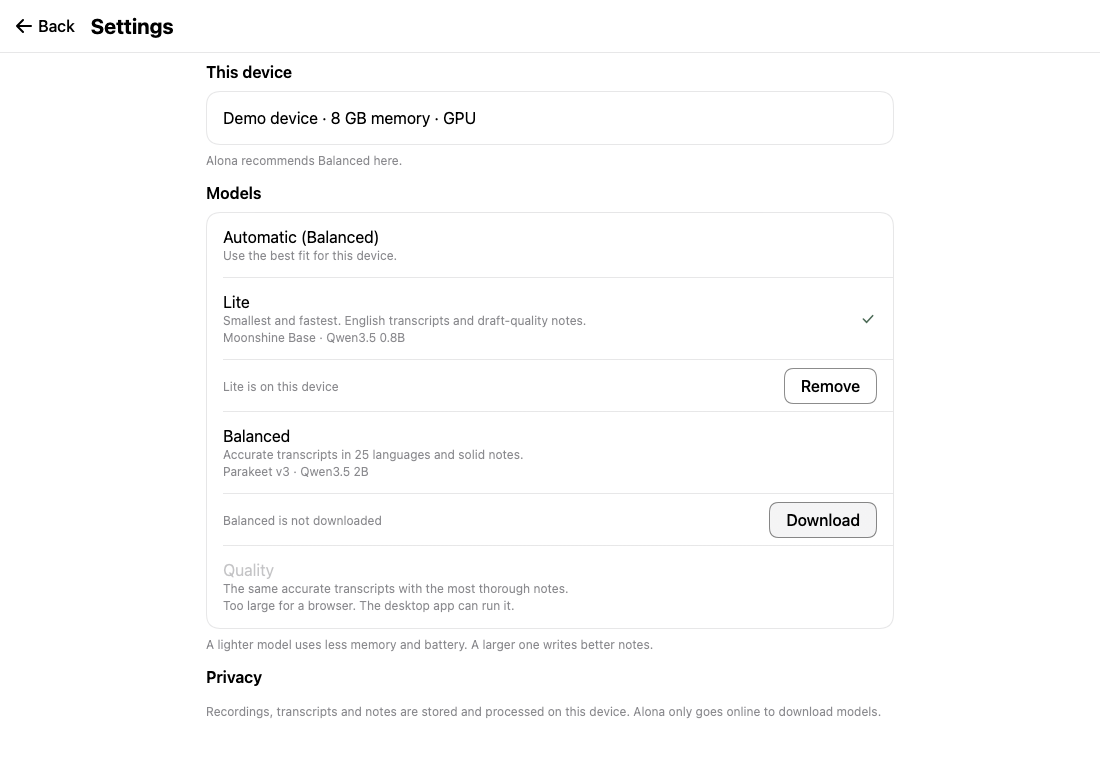 Back Settings
This device
Demo device · 8 GB memory · GPU
Alona recommends Balanced here.
Models
Automatic (Balanced)
Use the best fit for this device.
Lite
Smallest and fastest. English transcripts and draft-quality notes.
Moonshine Base · Qwen3.5 0.8B
Lite is on this device Remove
Balanced
Accurate transcripts in 25 languages and solid notes.
Parakeet v3 · Qwen3.5 2B
Balanced is not downloaded Download
Quality
The same accurate transcripts with the most thorough notes.
Too large for a browser. The desktop app can run it.
A lighter model uses less memory and battery. A larger one writes better notes.
Privacy
Recordings, transcripts and notes are stored and processed on this device. Alona only goes online to download models.